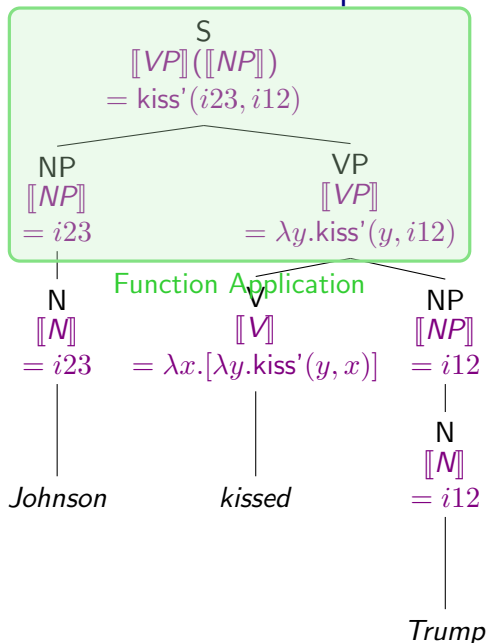 S
⟦VP⟧(⟦NP⟧)
= kiss'(i23, i12)
NP VP
⟦NP⟧ ⟦VP⟧
= i23 = λy.kiss'(y, i12)
Function Application
N V NP
⟦N⟧ ⟦V⟧ ⟦NP⟧
= i23 = λx.[λy.kiss'(y, x)] = i12
N
⟦N⟧
= i12
Johnson kissed
Trump